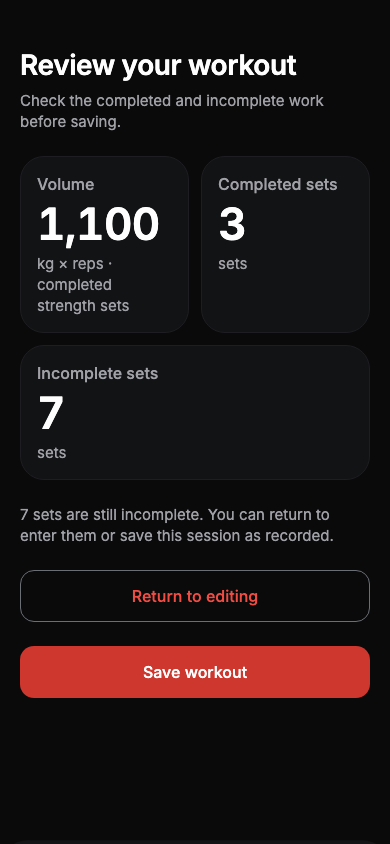 Review your workout
Check the completed and incomplete work
before saving.
Volume
1,100
kg × reps ·
completed
strength sets
Completed sets
3
sets
Incomplete sets
7
sets
7 sets are still incomplete. You can return to
enter them or save this session as recorded.
Return to editing
Save workout